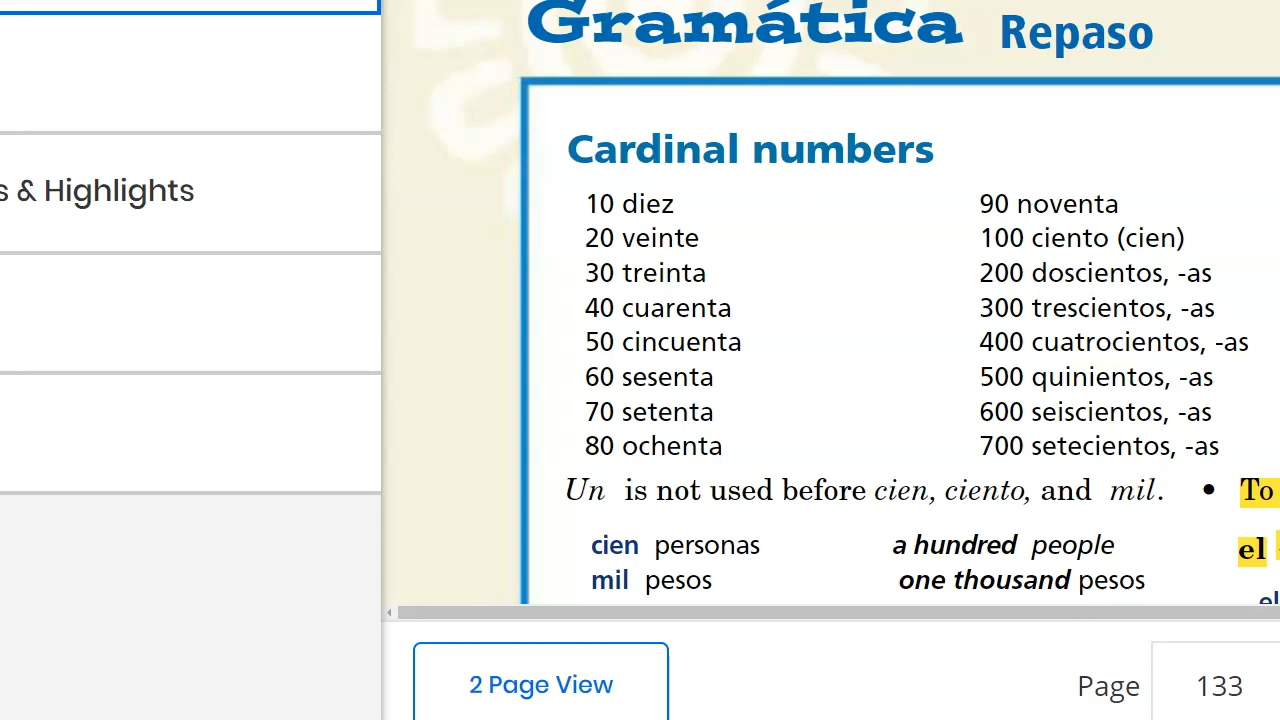 Gramática Repaso
s & Highlights
Cardinal numbers
10 diez
20 veinte
30 treinta
40 cuarenta
50 cincuenta
60 sesenta
70 setenta
80 ochenta
90 noventa
100 ciento (cien)
200 doscientos, -as
300 trescientos, -as
400 cuatrocientos, -as
500 quinientos, -as
600 seiscientos, -as
700 setecientos, -as
Un is not used before cien, ciento, and mil.
cien personas a hundred people
mil pesos one thousand pesos
• To
el
el
2 Page View
Page 133